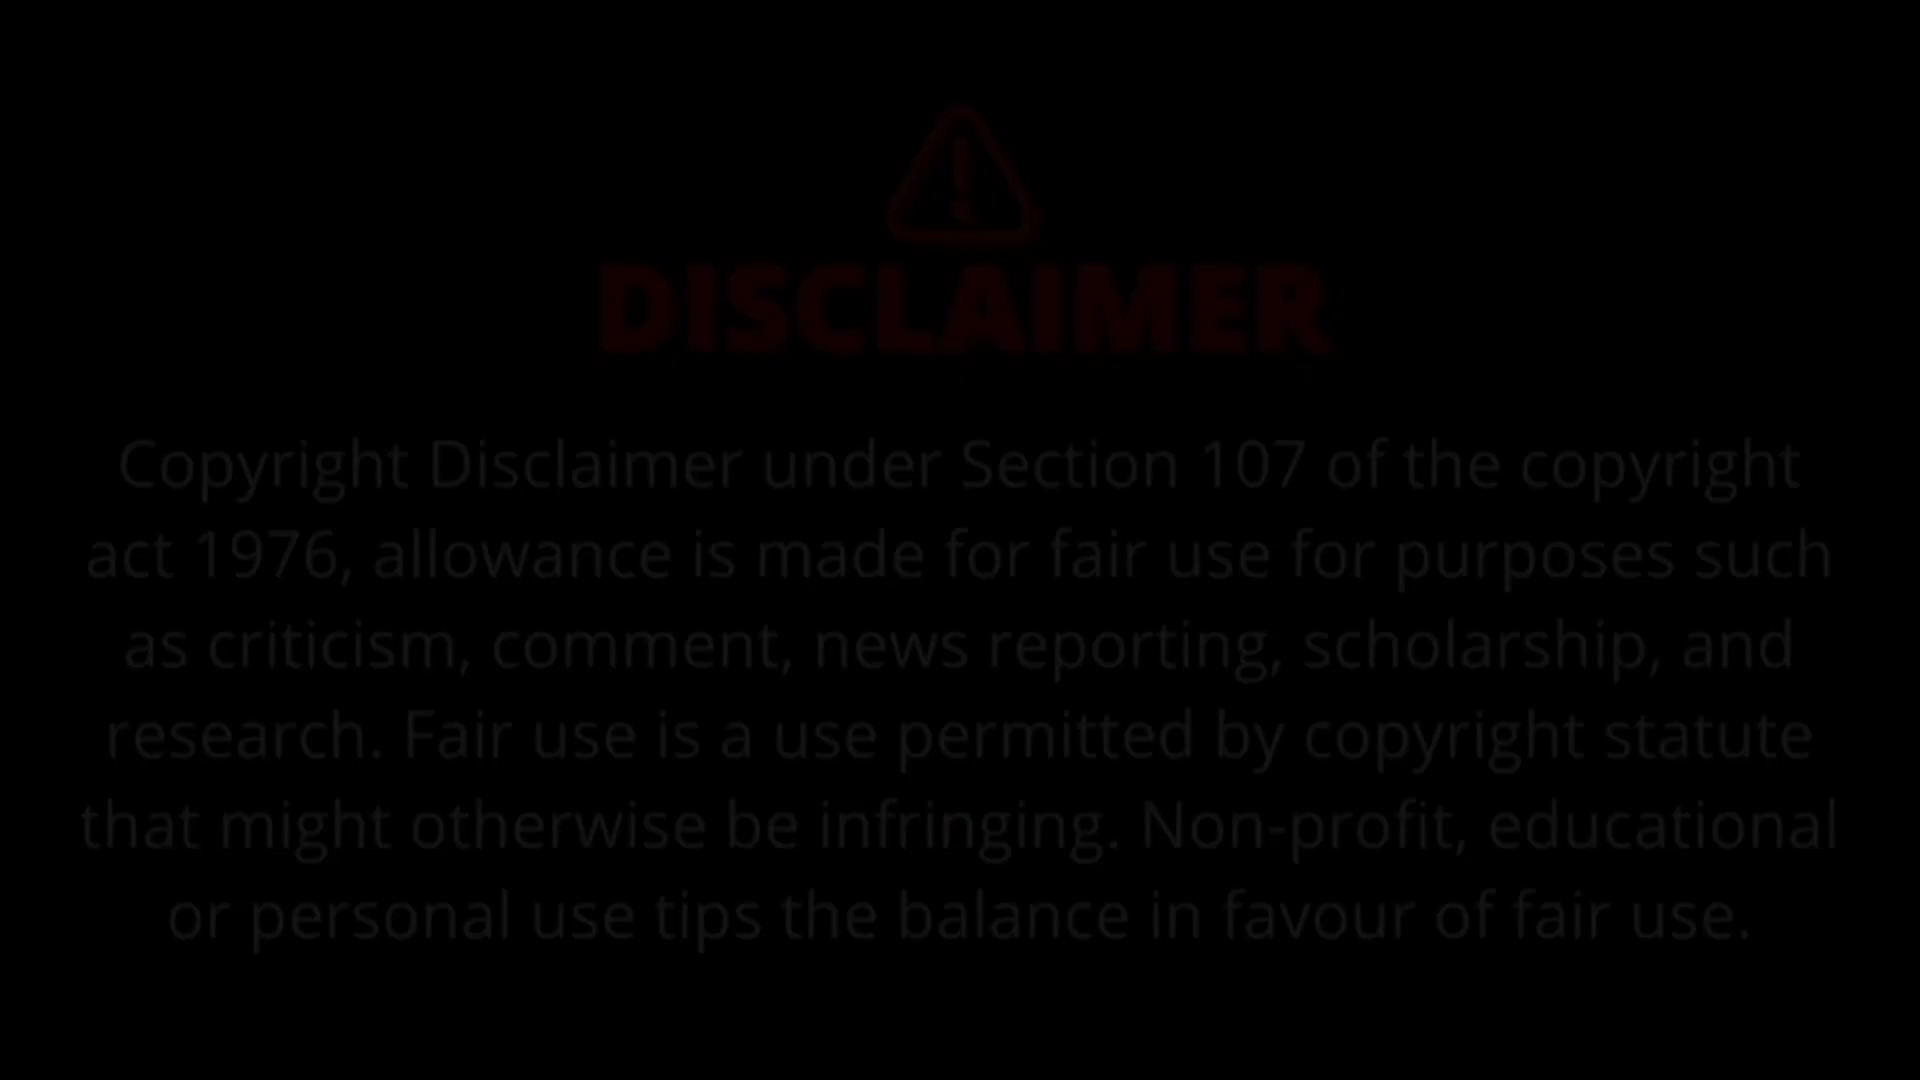 DISCLAIMER
Copyright Disclaimer under Section 107 of the copyright
act 1976, allowance is made for fair use for purposes such
as criticism, comment, news reporting, scholarship, and
research. Fair use is a use permitted by copyright statute
that might otherwise be infringing. Non-profit, educational
or personal use tips the balance in favour of fair use.